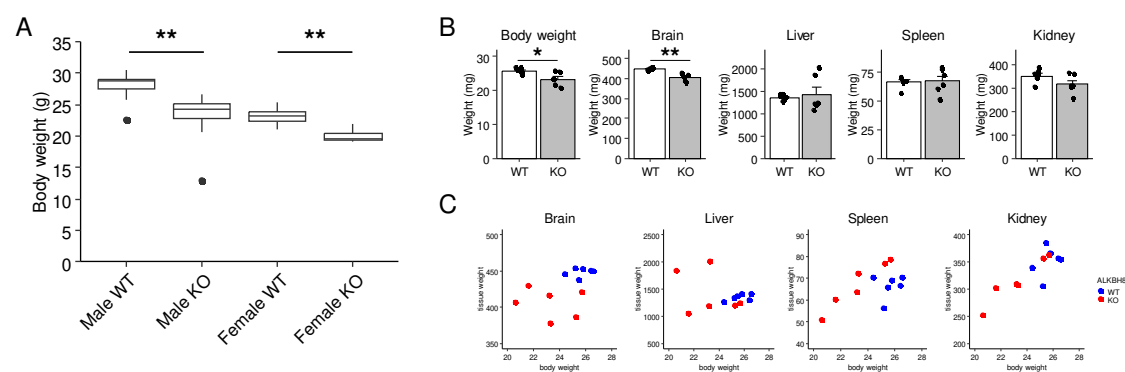 A
Body weight (g)
35
30
25
20
15
10
5
0
**
**
Male WT
Male KO
Female WT
Female KO
B
Body weight
Weight (mg)
30
20
10
0
*
WT KO
Brain
Weight (mg)
500
400
300
200
100
0
**
WT KO
Liver
Weight (mg)
2000
1500
1000
500
0
WT KO
Spleen
Weight (mg)
75
50
25
0
WT KO
Kidney
Weight (mg)
400
300
200
100
0
WT KO
C
Brain
tissue weight
500
450
400
350
20 22 24 26 28
body weight
Liver
tissue weight
2500
2000
1500
1000
500
20 22 24 26 28
body weight
Spleen
tissue weight
90
80
70
60
50
40
20 22 24 26 28
body weight
Kidney
tissue weight
400
350
300
250
200
20 22 24 26 28
body weight
ALKBH8
WT
KO